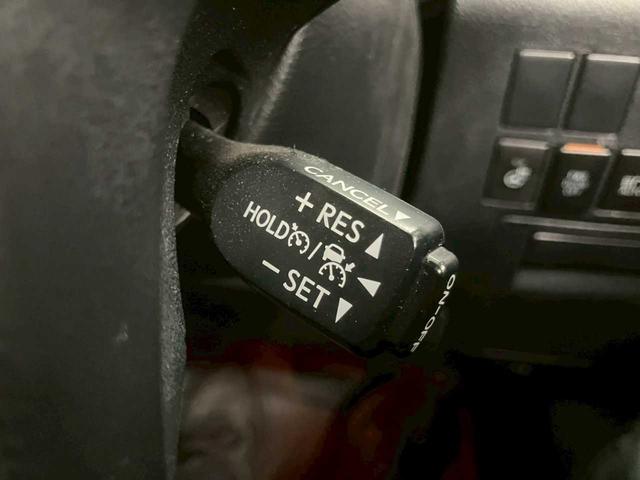 CANCEL▼
+ RES ▲
HOLD /
- SET ▼
ON-OFF